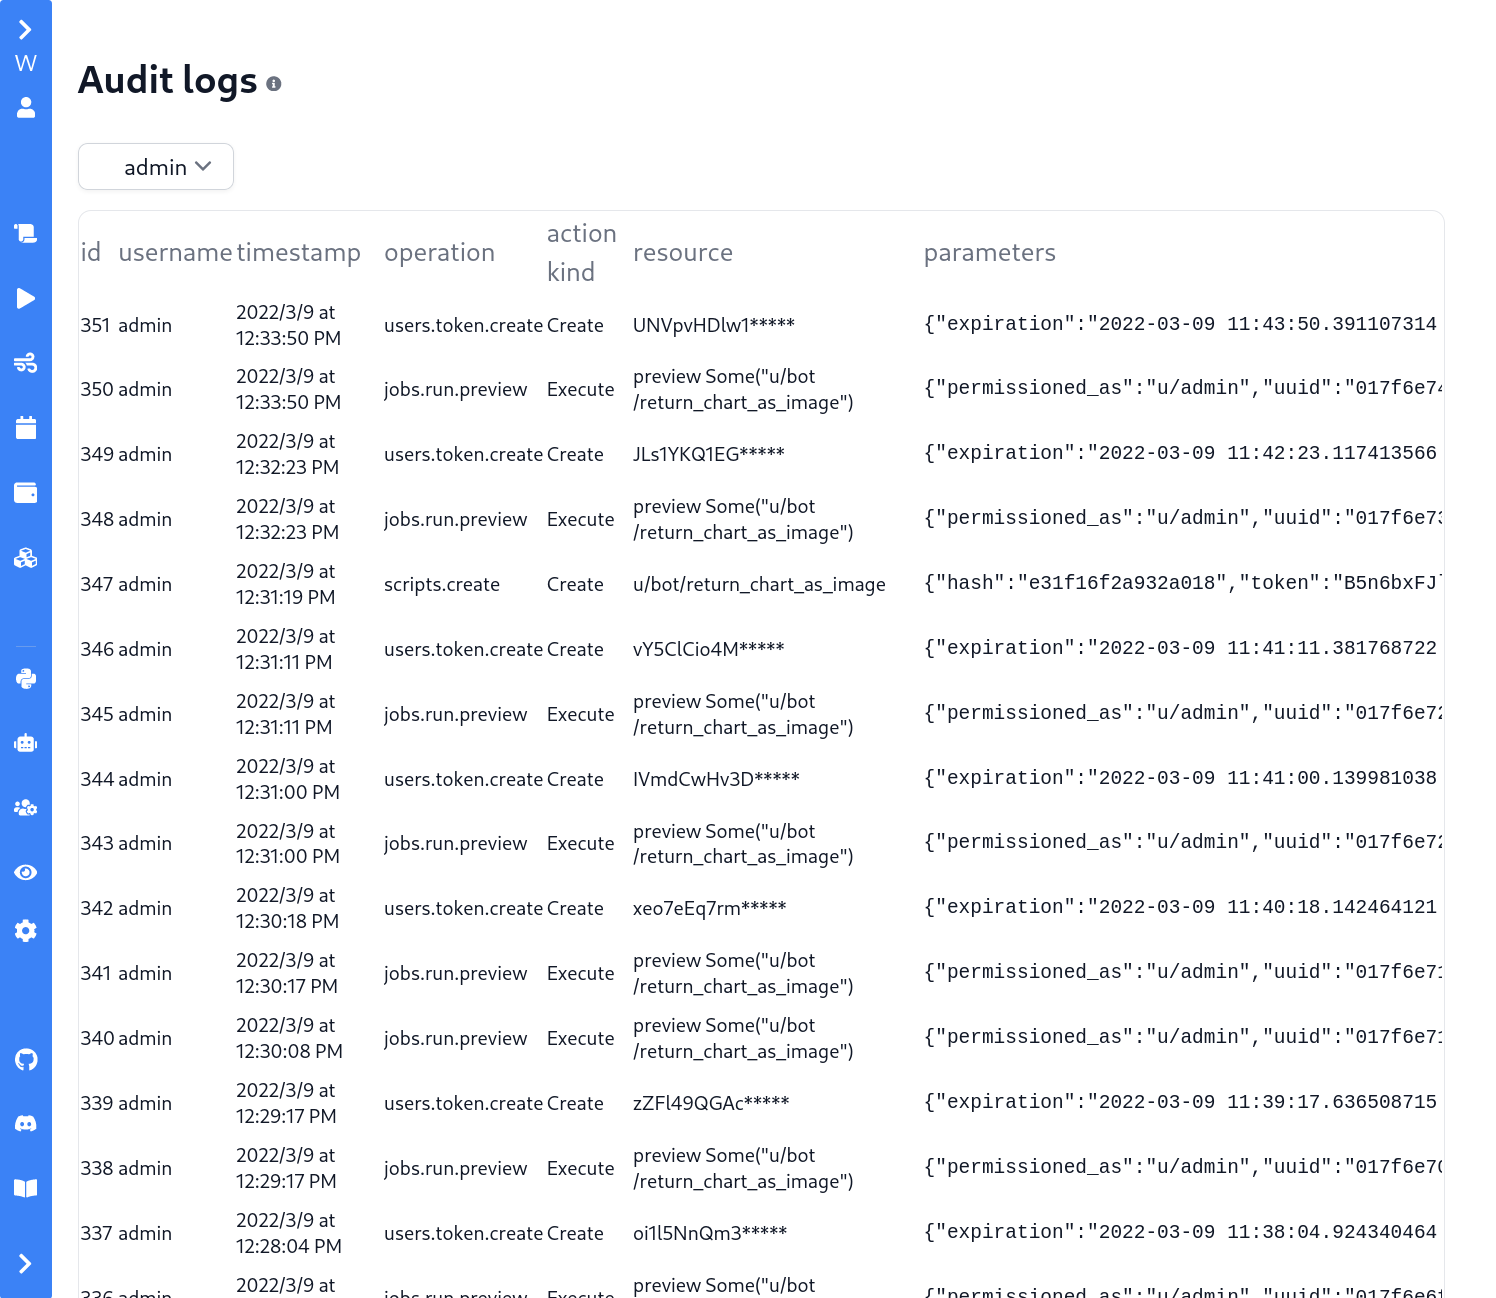 W
Audit logs
admin
id username timestamp operation action kind resource parameters
351 admin 2022/3/9 at 12:33:50 PM users.token.create Create UNVpvHDlw1***** {"expiration":"2022-03-09 11:43:50.391107314
350 admin 2022/3/9 at 12:33:50 PM jobs.run.preview Execute preview Some("u/bot /return_chart_as_image") {"permissioned_as":"u/admin","uuid":"017f6e74
349 admin 2022/3/9 at 12:32:23 PM users.token.create Create JLs1YKQ1EG***** {"expiration":"2022-03-09 11:42:23.117413566
348 admin 2022/3/9 at 12:32:23 PM jobs.run.preview Execute preview Some("u/bot /return_chart_as_image") {"permissioned_as":"u/admin","uuid":"017f6e73
347 admin 2022/3/9 at 12:31:19 PM scripts.create Create u/bot/return_chart_as_image {"hash":"e31f16f2a932a018","token":"B5n6bxFJ
346 admin 2022/3/9 at 12:31:11 PM users.token.create Create vY5ClCio4M***** {"expiration":"2022-03-09 11:41:11.381768722
345 admin 2022/3/9 at 12:31:11 PM jobs.run.preview Execute preview Some("u/bot /return_chart_as_image") {"permissioned_as":"u/admin","uuid":"017f6e72
344 admin 2022/3/9 at 12:31:00 PM users.token.create Create IVmdCwHv3D***** {"expiration":"2022-03-09 11:41:00.139981038
343 admin 2022/3/9 at 12:31:00 PM jobs.run.preview Execute preview Some("u/bot /return_chart_as_image") {"permissioned_as":"u/admin","uuid":"017f6e72
342 admin 2022/3/9 at 12:30:18 PM users.token.create Create xeo7eEq7rm***** {"expiration":"2022-03-09 11:40:18.142464121
341 admin 2022/3/9 at 12:30:17 PM jobs.run.preview Execute preview Some("u/bot /return_chart_as_image") {"permissioned_as":"u/admin","uuid":"017f6e71
340 admin 2022/3/9 at 12:30:08 PM jobs.run.preview Execute preview Some("u/bot /return_chart_as_image") {"permissioned_as":"u/admin","uuid":"017f6e71
339 admin 2022/3/9 at 12:29:17 PM users.token.create Create zZFl49QGAc***** {"expiration":"2022-03-09 11:39:17.636508715
338 admin 2022/3/9 at 12:29:17 PM jobs.run.preview Execute preview Some("u/bot /return_chart_as_image") {"permissioned_as":"u/admin","uuid":"017f6e70
337 admin 2022/3/9 at 12:28:04 PM users.token.create Create oi1l5NnQm3***** {"expiration":"2022-03-09 11:38:04.924340464
336 admin 2022/3/9 at jobs.run.preview Execute preview Some("u/bot {"permissioned_as":"u/admin","uuid":"017f6e6f